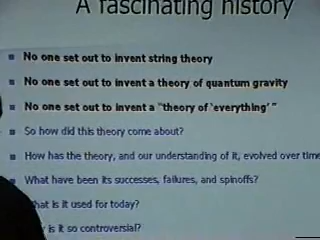 A fascinating history
No one set out to invent string theory
No one set out to invent a theory of quantum gravity
No one set out to invent a "theory of 'everything' "
So how did this theory come about?
How has the theory, and our understanding of it, evolved over time
What have been its successes, failures, and spinoffs?
hat is it used for today?
y is it so controversial?